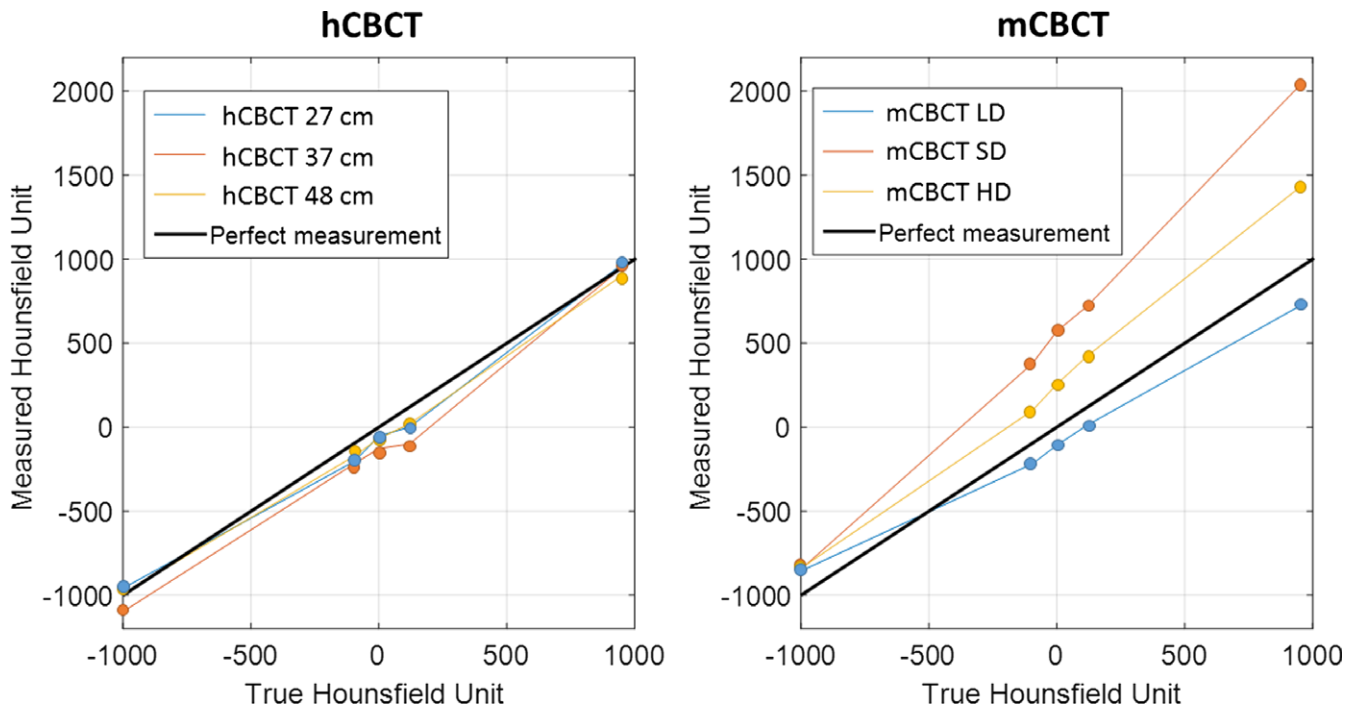 hCBCT
2000
1500
1000
500
0
-500
-1000
Measured Hounsfield Unit
hCBCT 27 cm
hCBCT 37 cm
hCBCT 48 cm
Perfect measurement
-1000
-500
0
500
1000
True Hounsfield Unit
mCBCT
2000
1500
1000
500
0
-500
-1000
Measured Hounsfield Unit
mCBCT LD
mCBCT SD
mCBCT HD
Perfect measurement
-1000
-500
0
500
1000
True Hounsfield Unit